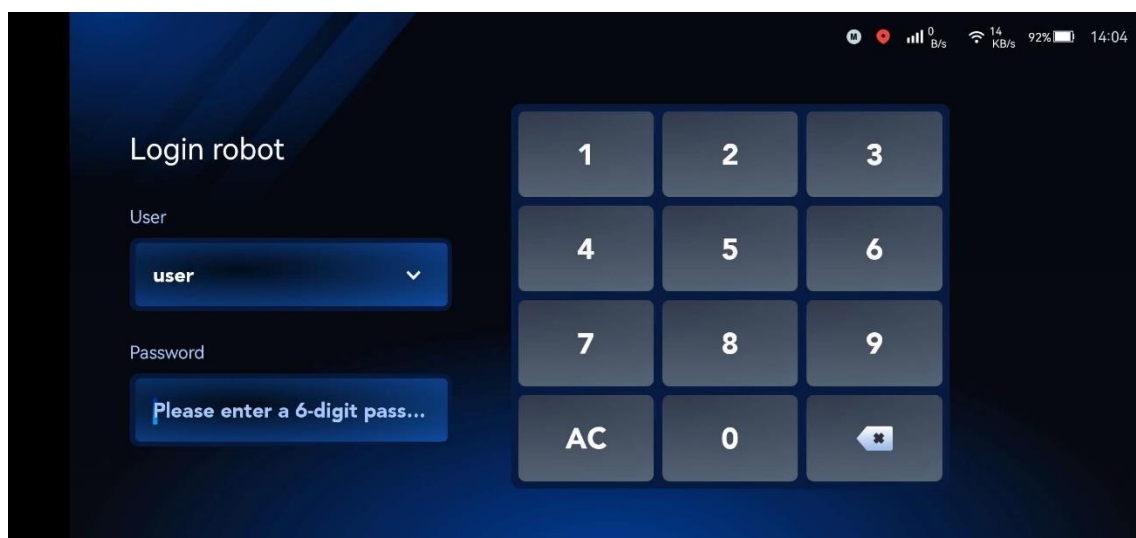 M 0 B/s 14 KB/s 92% 14:04
Login robot
User
user
Password
Please enter a 6-digit pass...
1 2 3
4 5 6
7 8 9
AC 0